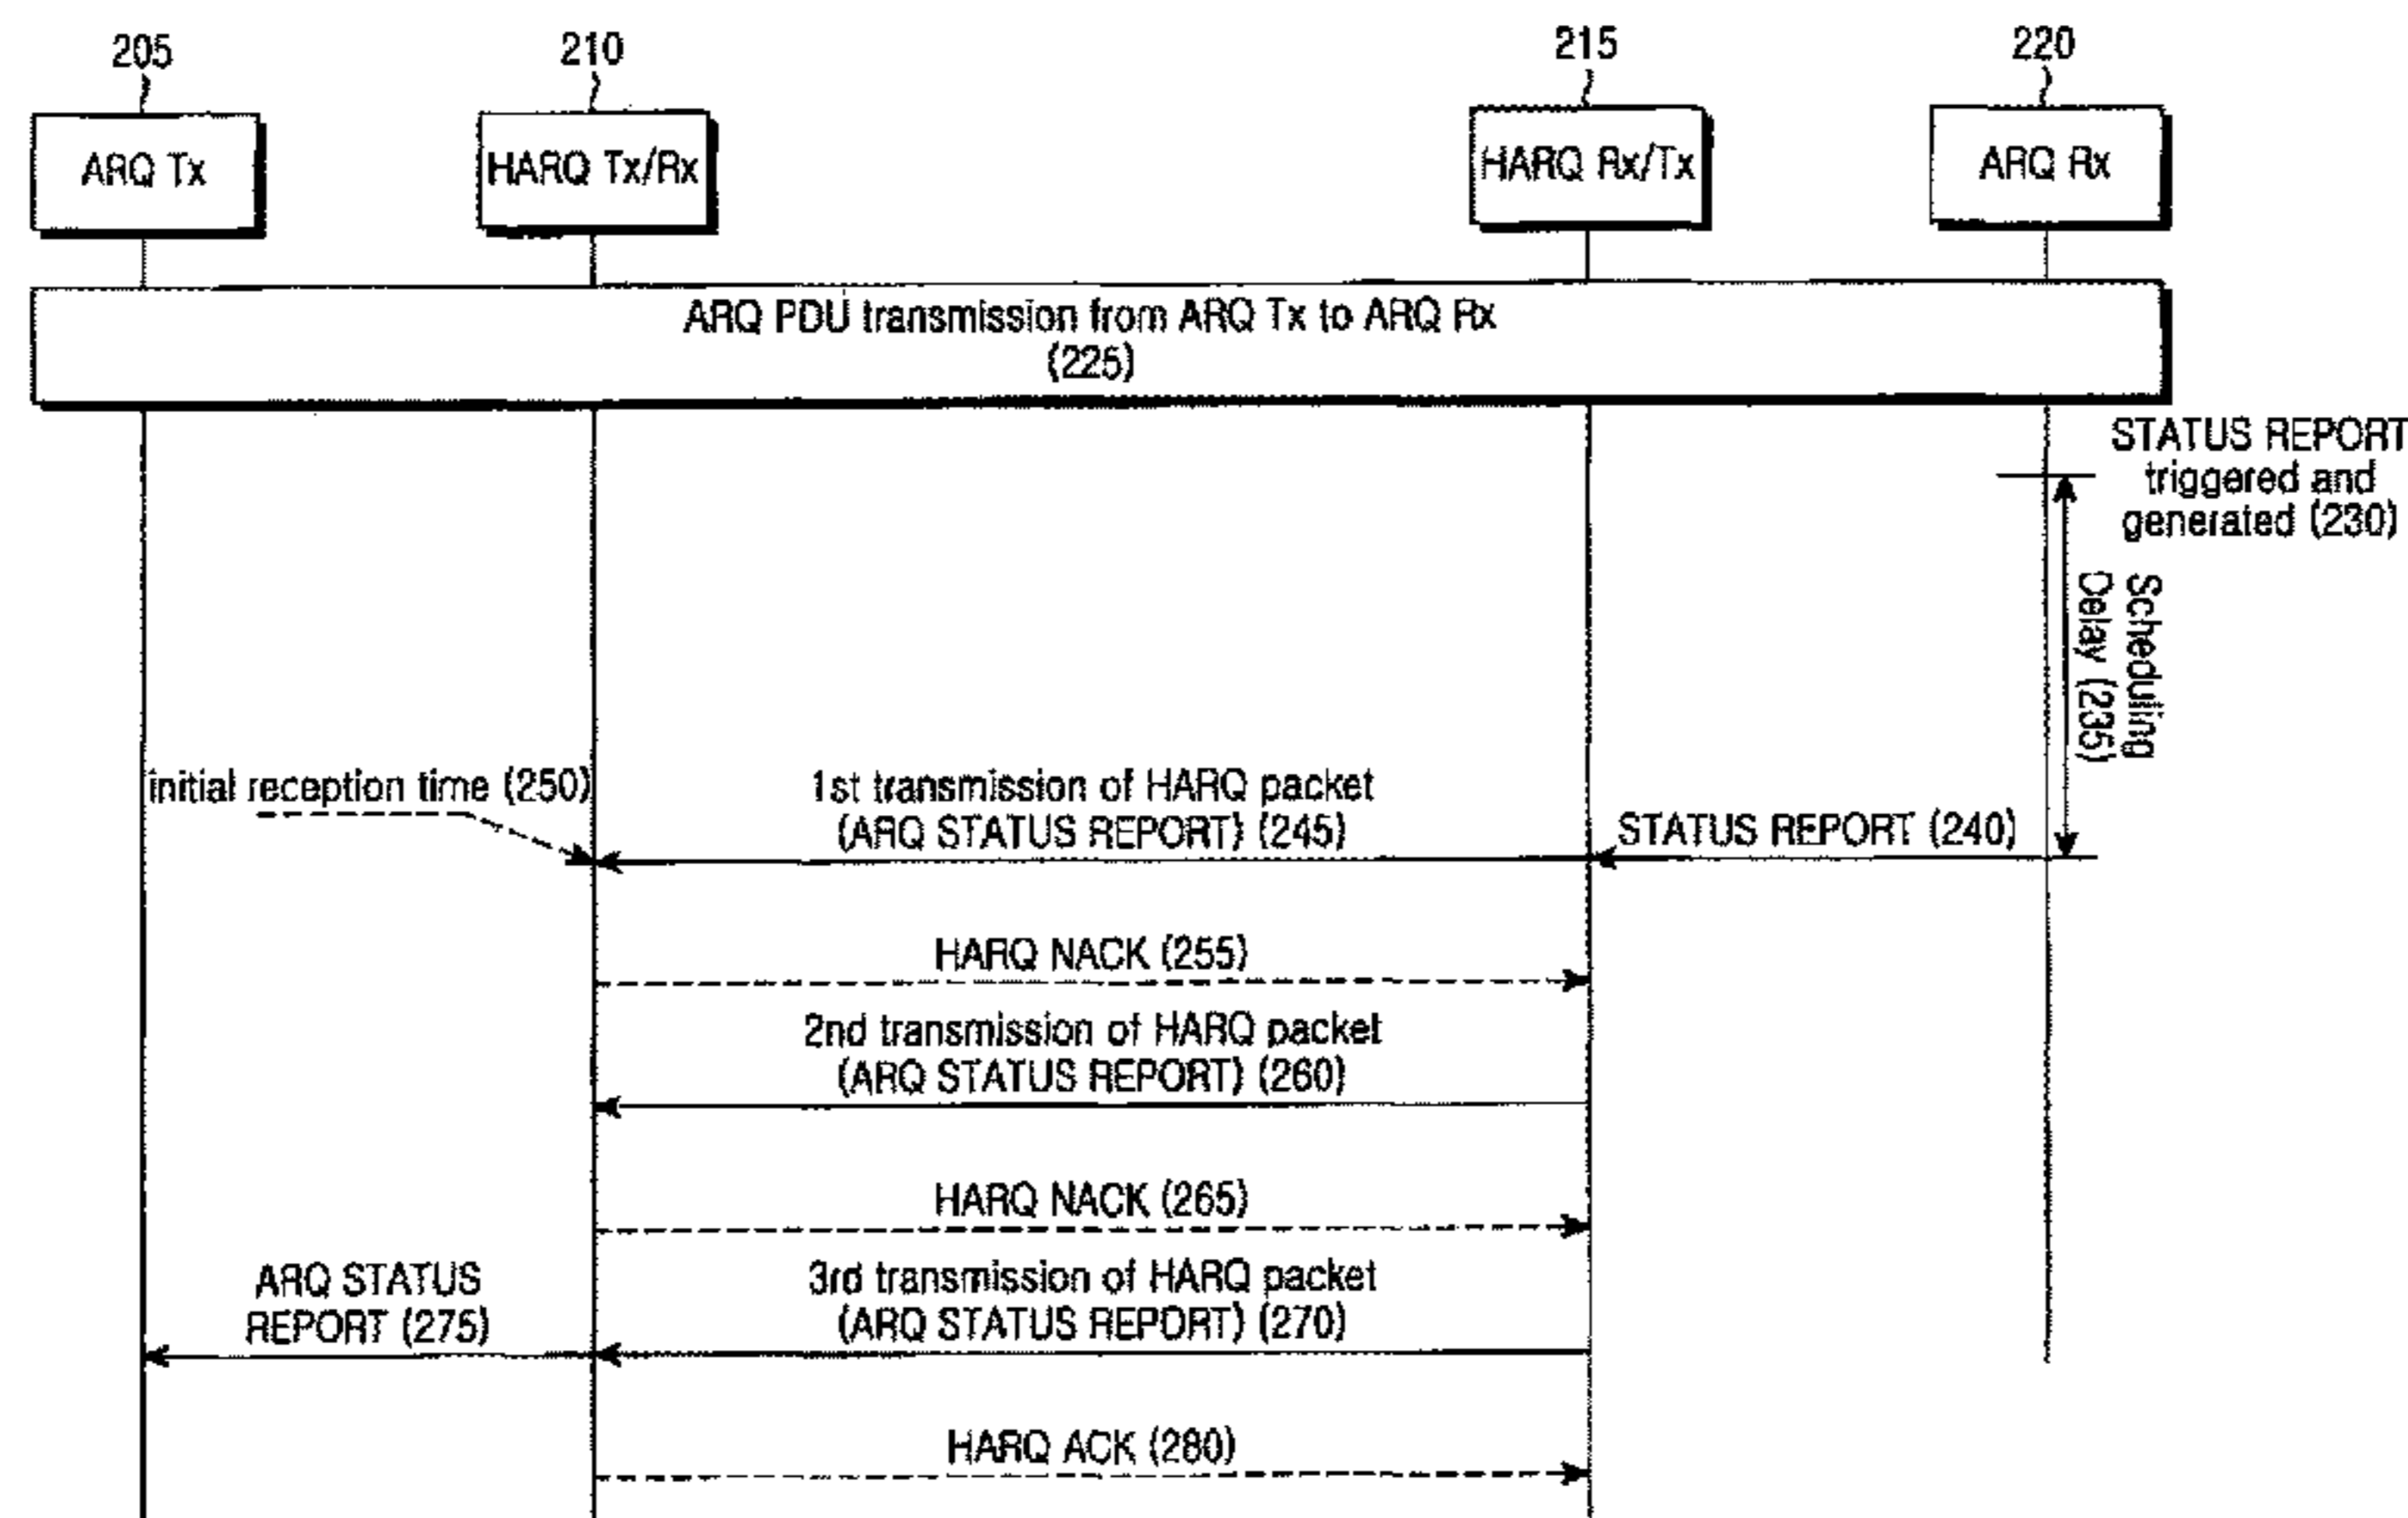 205
210
215
220
ARQ Tx
HARQ Tx/Rx
HARQ Rx/Tx
ARQ Rx
ARQ PDU transmission from ARQ Tx to ARQ Rx
(225)
STATUS REPORT
triggered and
generated (230)
Scheduling
Delay (235)
initial reception time (250)
1st transmission of HARQ packet
(ARQ STATUS REPORT) (245)
STATUS REPORT (240)
HARQ NACK (255)
2nd transmission of HARQ packet
(ARQ STATUS REPORT) (260)
HARQ NACK (265)
ARQ STATUS
REPORT (275)
3rd transmission of HARQ packet
(ARQ STATUS REPORT) (270)
HARQ ACK (280)